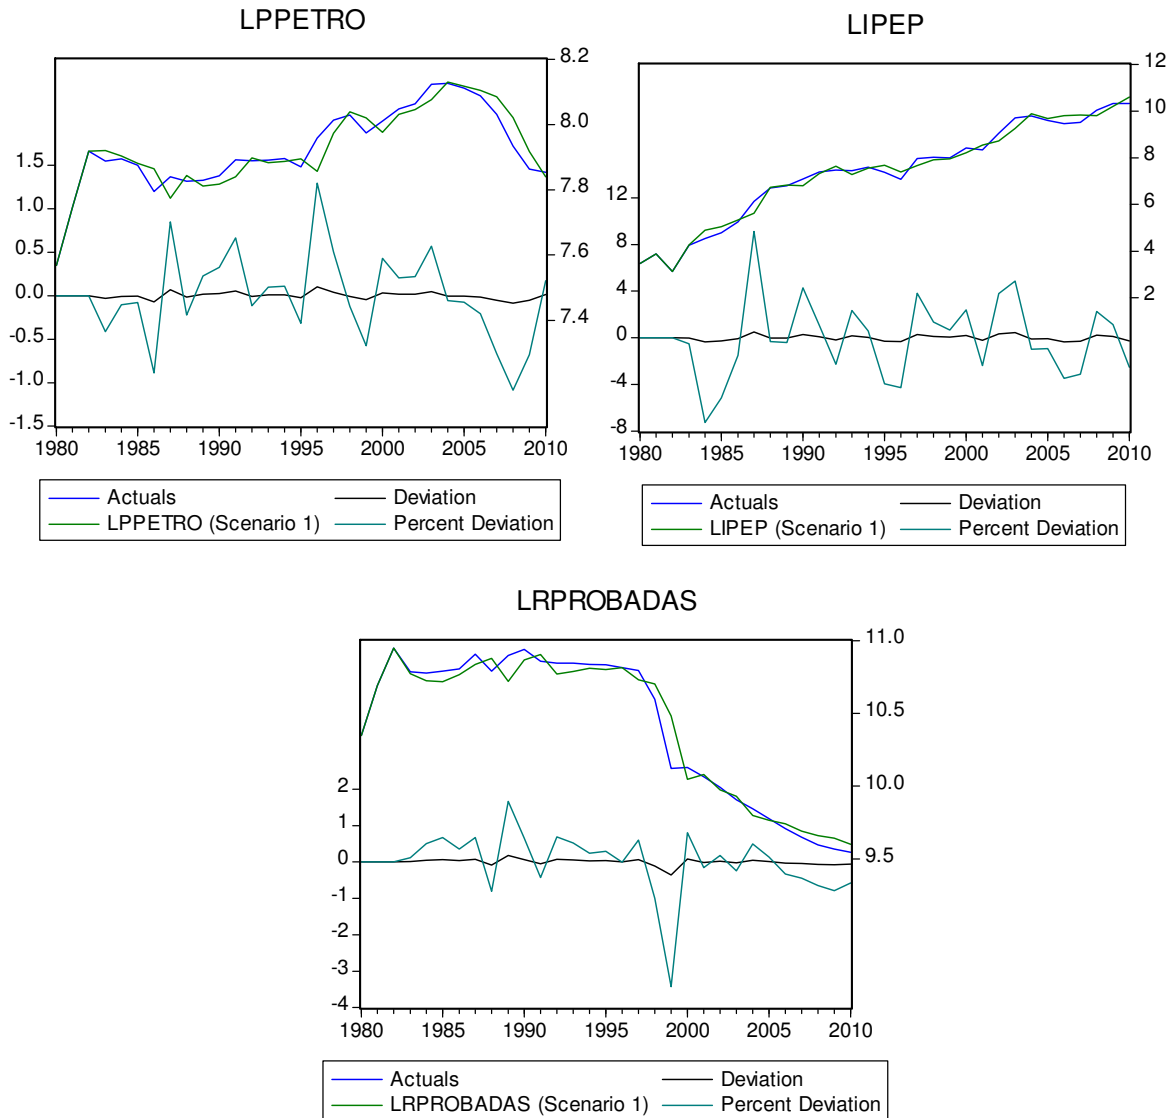 LPPETRO
8.2
8.0
7.8
7.6
7.4
1.5
1.0
0.5
0.0
-0.5
-1.0
-1.5
1980 1985 1990 1995 2000 2005 2010
Actuals Deviation
LPPETRO (Scenario 1) Percent Deviation
LIPEP
12
10
8
6
4
2
12
8
4
0
-4
-8
1980 1985 1990 1995 2000 2005 2010
Actuals Deviation
LIPEP (Scenario 1) Percent Deviation
LRPROBADAS
11.0
10.5
10.0
9.5
2
1
0
-1
-2
-3
-4
1980 1985 1990 1995 2000 2005 2010
Actuals Deviation
LRPROBADAS (Scenario 1) Percent Deviation